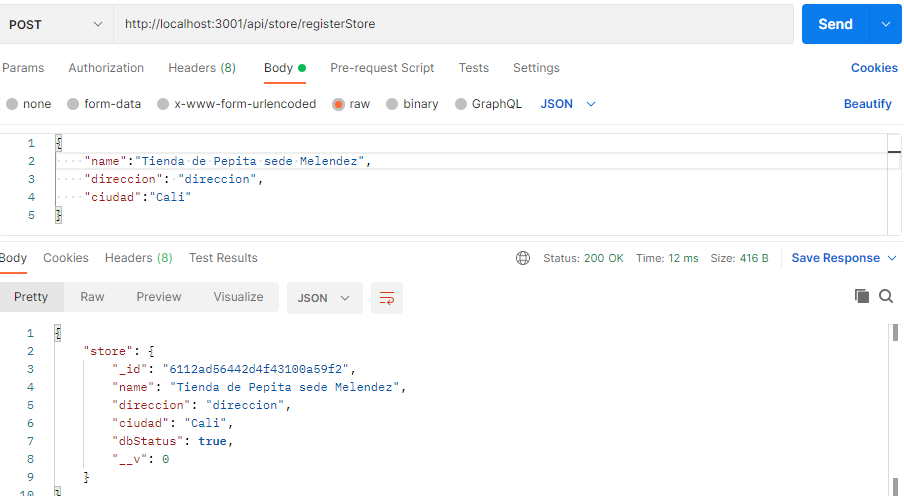 POST http://localhost:3001/api/store/registerStore Send
Params Authorization Headers (8) Body Pre-request Script Tests Settings Cookies
none form-data x-www-form-urlencoded raw binary GraphQL JSON Beautify
1 {
2 "name":"Tienda de Pepita sede Melendez",
3 "direccion": "direccion",
4 "ciudad":"Cali"
5 }
Body Cookies Headers (8) Test Results Status: 200 OK Time: 12 ms Size: 416 B Save Response
Pretty Raw Preview Visualize JSON
1 {
2 "store": {
3 "_id": "6112ad56442d4f43100a59f2",
4 "name": "Tienda de Pepita sede Melendez",
5 "direccion": "direccion",
6 "ciudad": "Cali",
7 "dbStatus": true,
8 "__v": 0
9 }
10 }